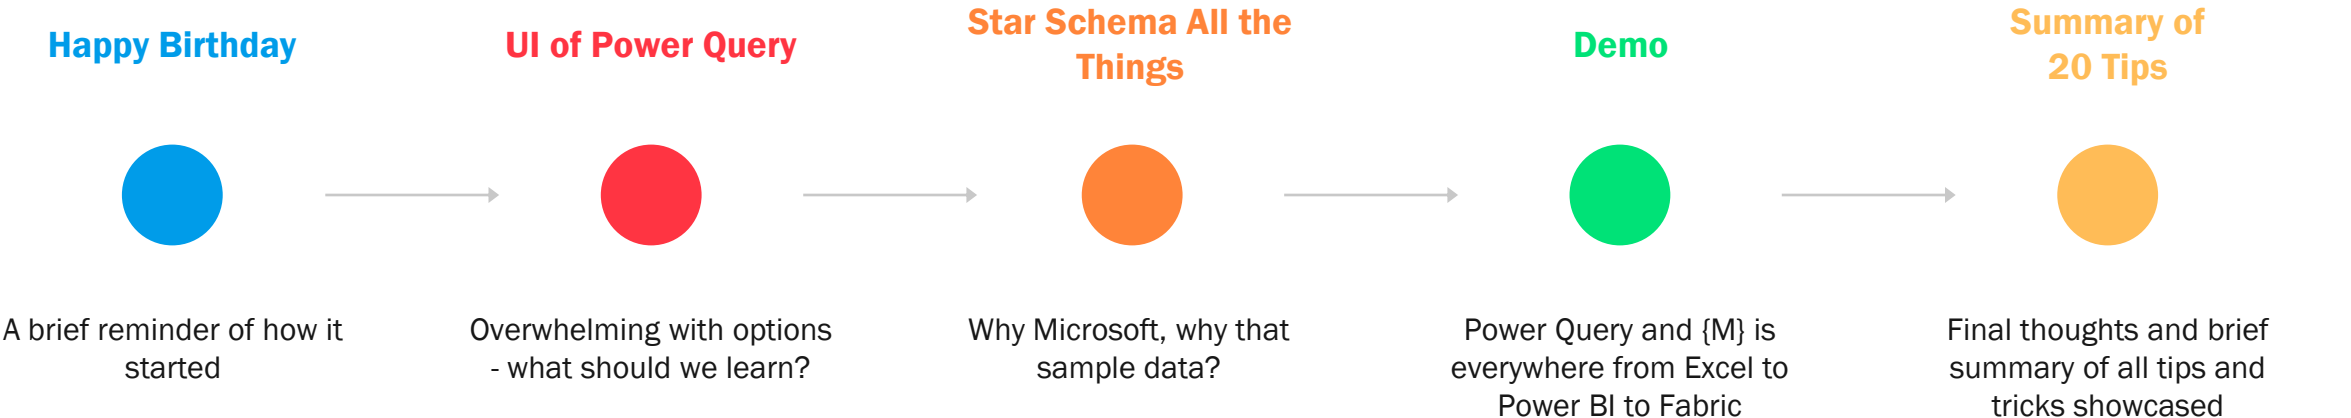 Happy Birthday
UI of Power Query
Star Schema All the
Things
Demo
Summary of
20 Tips
A brief reminder of how it
started
Overwhelming with options
- what should we learn?
Why Microsoft, why that
sample data?
Power Query and {M} is
everywhere from Excel to
Power BI to Fabric
Final thoughts and brief
summary of all tips and
tricks showcased